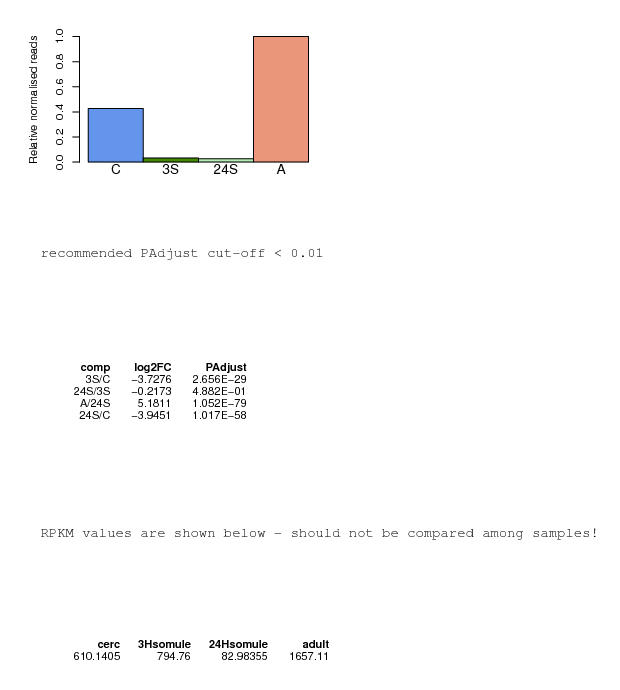 Relative normalised reads
1.0
0.8
0.6
0.4
0.2
0.0
C 3S 24S A
recommended PAdjust cut-off < 0.01
comp log2FC PAdjust
3S/C −3.7276 2.656E−29
24S/3S −0.2173 4.882E−01
A/24S 5.1811 1.052E−79
24S/C −3.9451 1.017E−58
RPKM values are shown below - should not be compared among samples!
cerc 3Hsomule 24Hsomule adult
610.1405 794.76 82.98355 1657.11